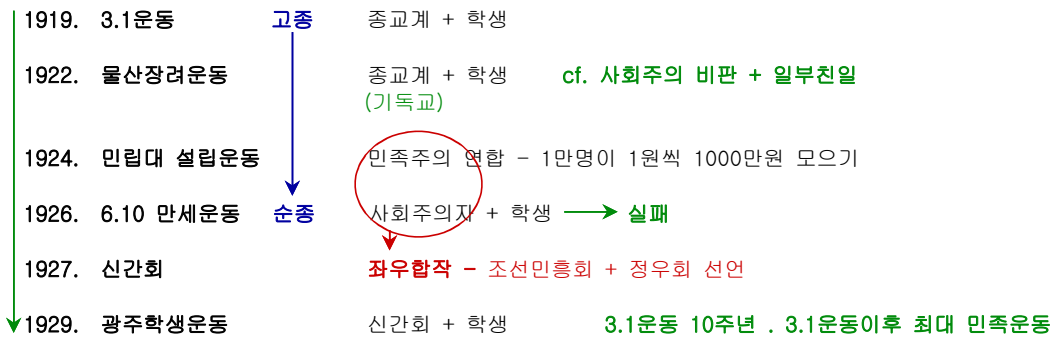 1919. 3.1운동 고종 종교계 + 학생
1922. 물산장려운동 종교계 + 학생 cf. 사회주의 비판 + 일부친일
(기독교)
1924. 민립대 설립운동 민족주의 연합 - 1만명이 1원씩 1000만원 모으기
1926. 6.10 만세운동 순종 사회주의자 + 학생 실패
1927. 신간회 좌우합작 - 조선민흥회 + 정우회 선언
1929. 광주학생운동 신간회 + 학생 3.1운동 10주년 . 3.1운동이후 최대 민족운동